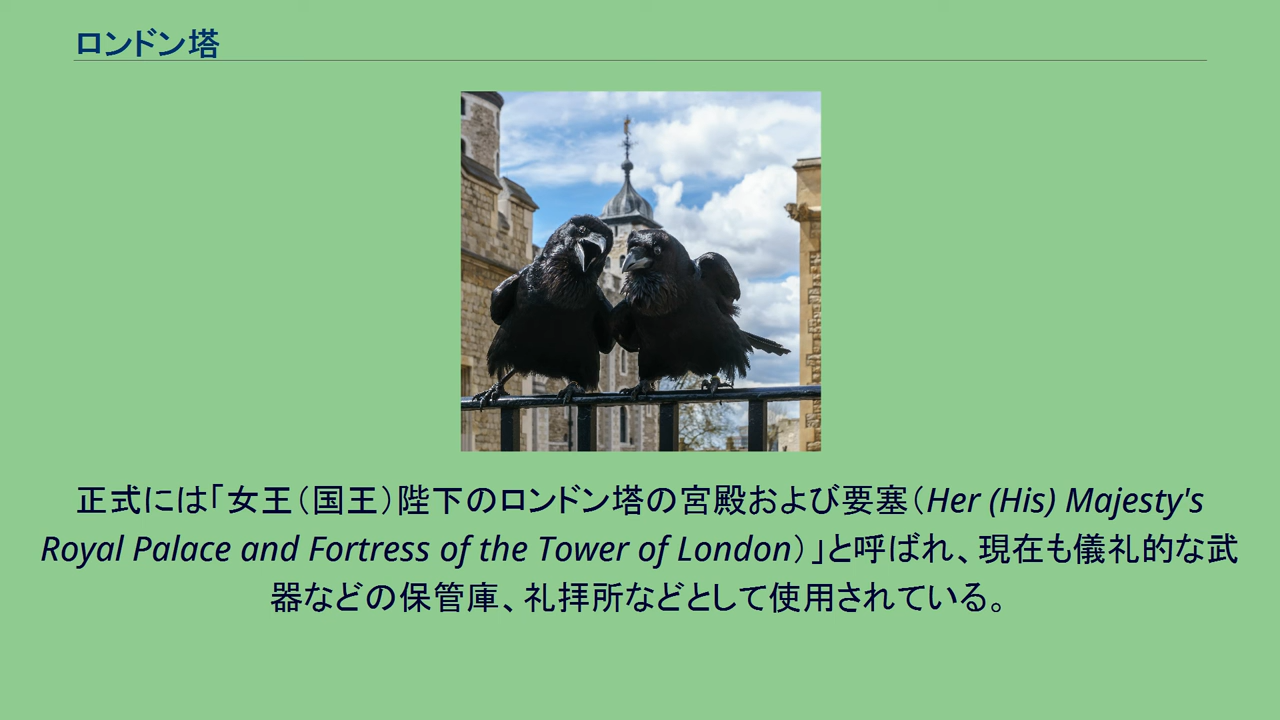 ロンドン塔
正式には「女王（国王）陛下のロンドン塔の宮殿および要塞（Her (His) Majesty's
Royal Palace and Fortress of the Tower of London）」と呼ばれ、現在も儀礼的な武
器などの保管庫、礼拝所などとして使用されている。